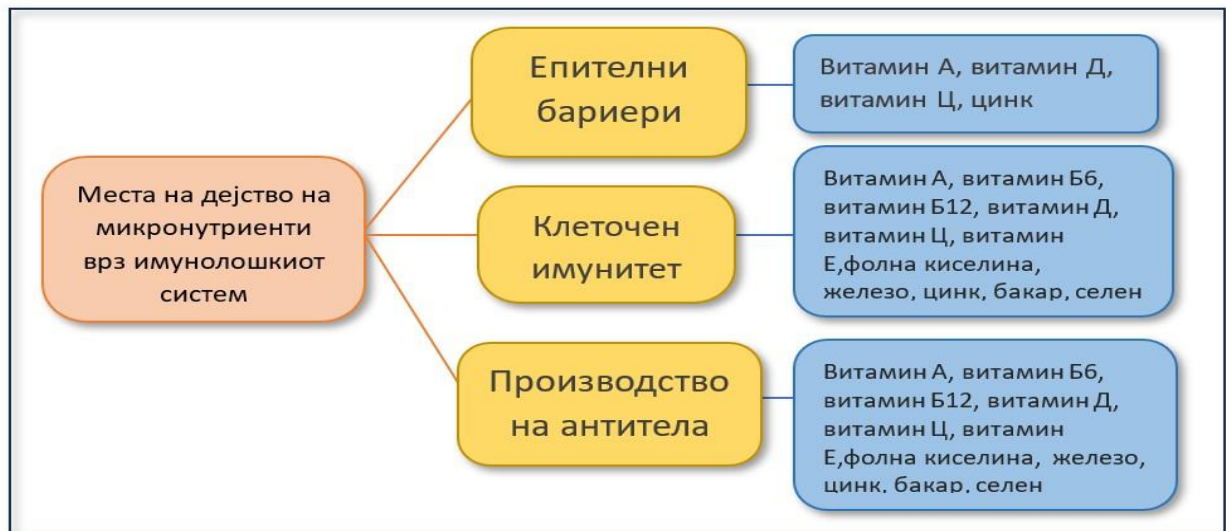 Места на дејство на
микронутриенти
врз имунолошкиот
систем
Епителни
бариери
Витамин А, витамин Д,
витамин Ц, цинк
Клеточен
имунитет
Витамин А, витамин Б6,
витамин Б12, витамин Д,
витамин Ц, витамин
Е,фолна киселина,
железо, цинк, бакар, селен
Производство
на антитела
Витамин А, витамин Б6,
витамин Б12, витамин Д,
витамин Ц, витамин
Е,фолна киселина, железо,
цинк, бакар, селен